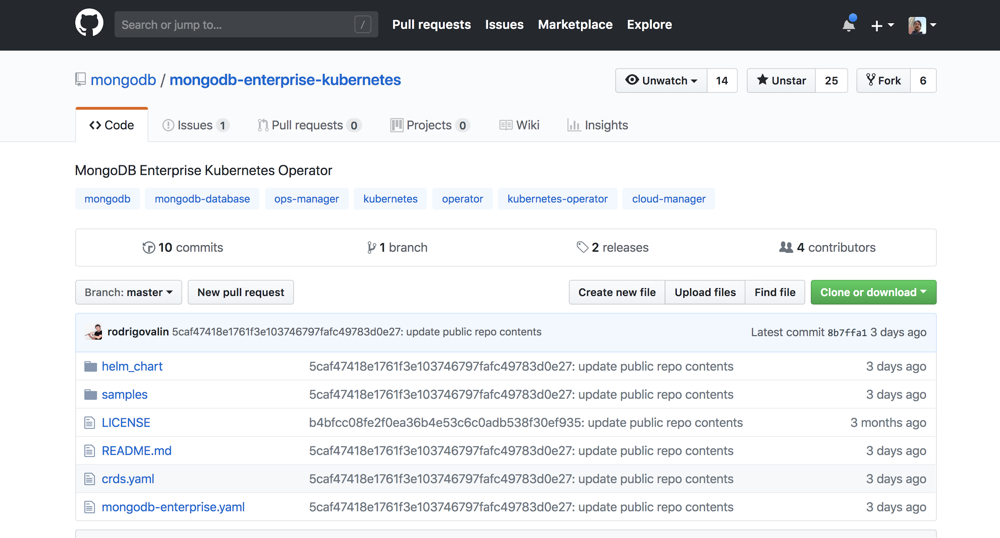 Search or jump to... / Pull requests Issues Marketplace Explore
mongodb / mongodb-enterprise-kubernetes Unwatch 14 Unstar 25 Fork 6
Code Issues 1 Pull requests 0 Projects 0 Wiki Insights
MongoDB Enterprise Kubernetes Operator
mongodb mongodb-database ops-manager kubernetes operator kubernetes-operator cloud-manager
10 commits 1 branch 2 releases 4 contributors
Branch: master New pull request Create new file Upload files Find file Clone or download
rodrigovalin 5caf47418e1761f3e103746797fafc49783d0e27: update public repo contents Latest commit 8b7ffa1 3 days ago
helm_chart 5caf47418e1761f3e103746797fafc49783d0e27: update public repo contents 3 days ago
samples 5caf47418e1761f3e103746797fafc49783d0e27: update public repo contents 3 days ago
LICENSE b4bfcc08fe2f0ea36b4e53c6c0adb538f30ef935: update public repo contents 3 months ago
README.md 5caf47418e1761f3e103746797fafc49783d0e27: update public repo contents 3 days ago
crds.yaml 5caf47418e1761f3e103746797fafc49783d0e27: update public repo contents 3 days ago
mongodb-enterprise.yaml 5caf47418e1761f3e103746797fafc49783d0e27: update public repo contents 3 days ago